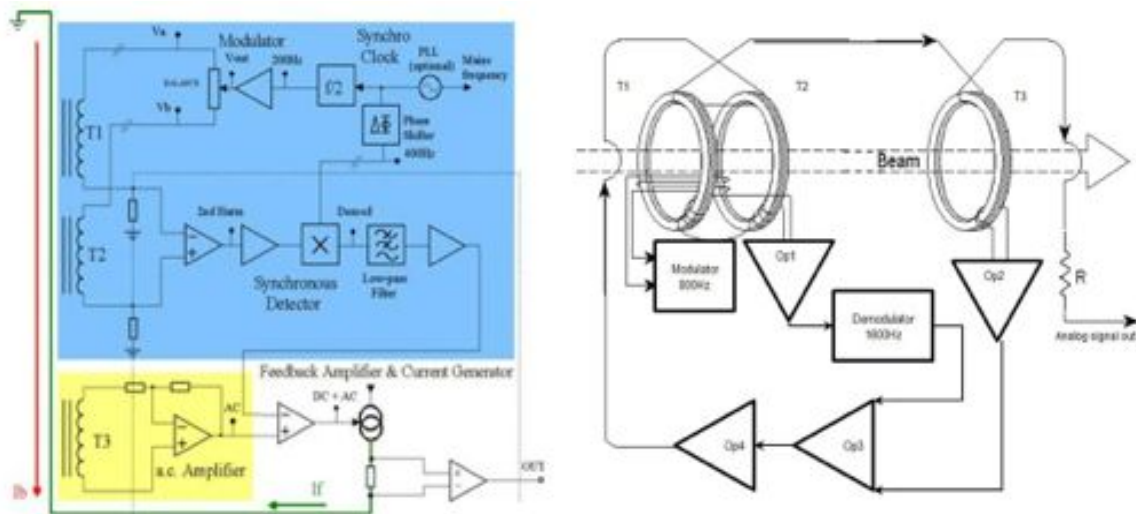 Va
Modulator
Synchro
Clock
PLL
(optional)
Mains
frequency
Vout
200Hz
BALANCE
f/2
Vb
ΔΦ
Phase
Shifter
400Hz
T1
T2
2nd Harm
Demod
Synchronous
Detector
Low-pass
Filter
Feedback Amplifier & Current Generator
T3
AC
DC + AC
a.c. Amplifier
OUT
Ib
If
T1
T2
T3
Beam
Modulator
800Hz
Op1
Op2
R
Demodulator
1600Hz
Analog signal out
Op4
Op3